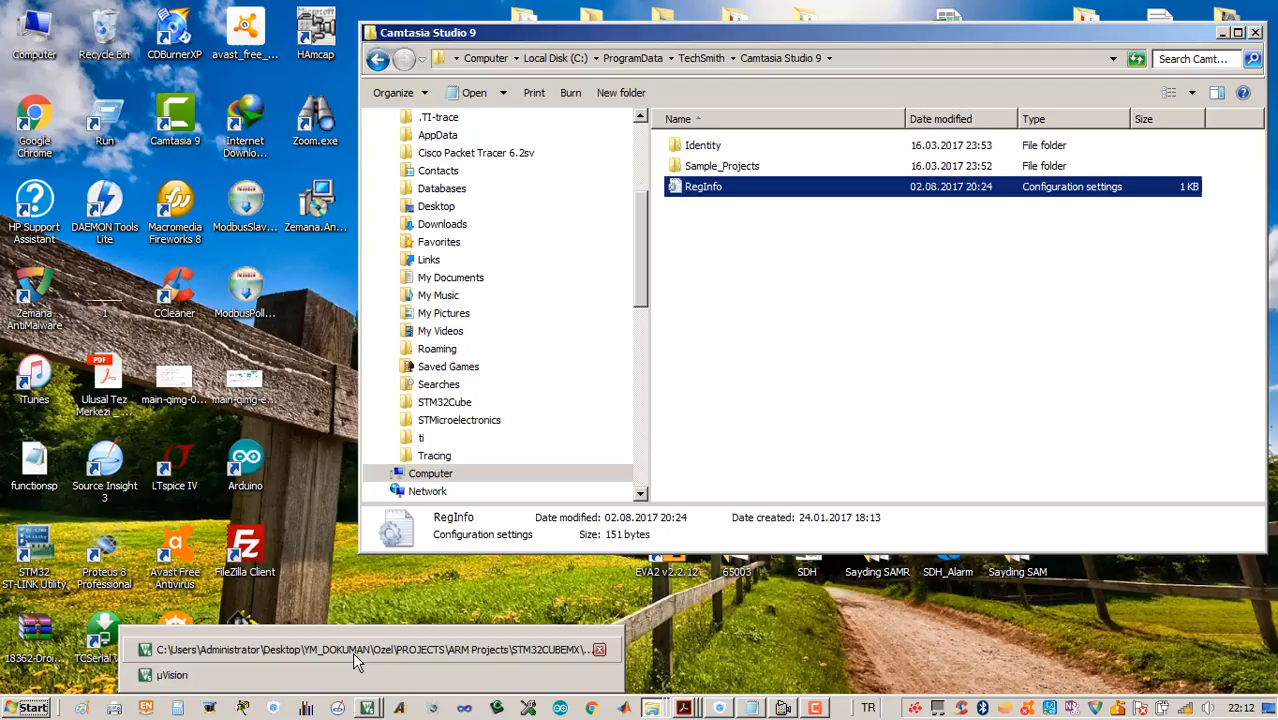 Computer
Recycle Bin
CDBurnerXP
avast_free_...
HAmcap
Google
Chrome
Run
Camtasia 9
Internet
Downlo...
Zoom.exe
HP Support
Assistant
DAEMON Tools
Lite
Macromedia
Fireworks 8
ModbusSlav...
Zemana.An...
Zemana
AntiMalware
1
CCleaner
ModbusPoll...
iTunes
PDF
Ulusal Tez
Merkezi _ ...
main-qimg-0...
main-qimg-e...
functionsp
Source Insight
3
LTspice IV
Arduino
STM32
ST-LINK Utility
Proteus 8
Professional
Avast Free
Antivirus
FileZilla Client
18362-Droi...
TCSerial V...
Camtasia Studio 9
Computer
Local Disk (C:)
ProgramData
TechSmith
Camtasia Studio 9
Search Camt...
Organize
Open
Print
Burn
New folder
.TI-trace
AppData
Cisco Packet Tracer 6.2sv
Contacts
Databases
Desktop
Downloads
Favorites
Links
My Documents
My Music
My Pictures
My Videos
Roaming
Saved Games
Searches
STM32Cube
STMicroelectronics
ti
Tracing
Computer
Network
Name Date modified Type Size
Identity 16.03.2017 23:53 File folder
Sample_Projects 16.03.2017 23:52 File folder
RegInfo 02.08.2017 20:24 Configuration settings 1 KB
RegInfo Date modified: 02.08.2017 20:24 Date created: 24.01.2017 18:13
Configuration settings Size: 151 bytes
EVA2 v2.2.12
65003
SDH
Sayding SAMR
SDH_Alarm
Sayding SAM
C:\Users\Administrator\Desktop\YM_DOKUMAN\Ozel\PROJECTS\ARM Projects\STM32CUBEMX\...
µVision
Start
EN
TR
22:12